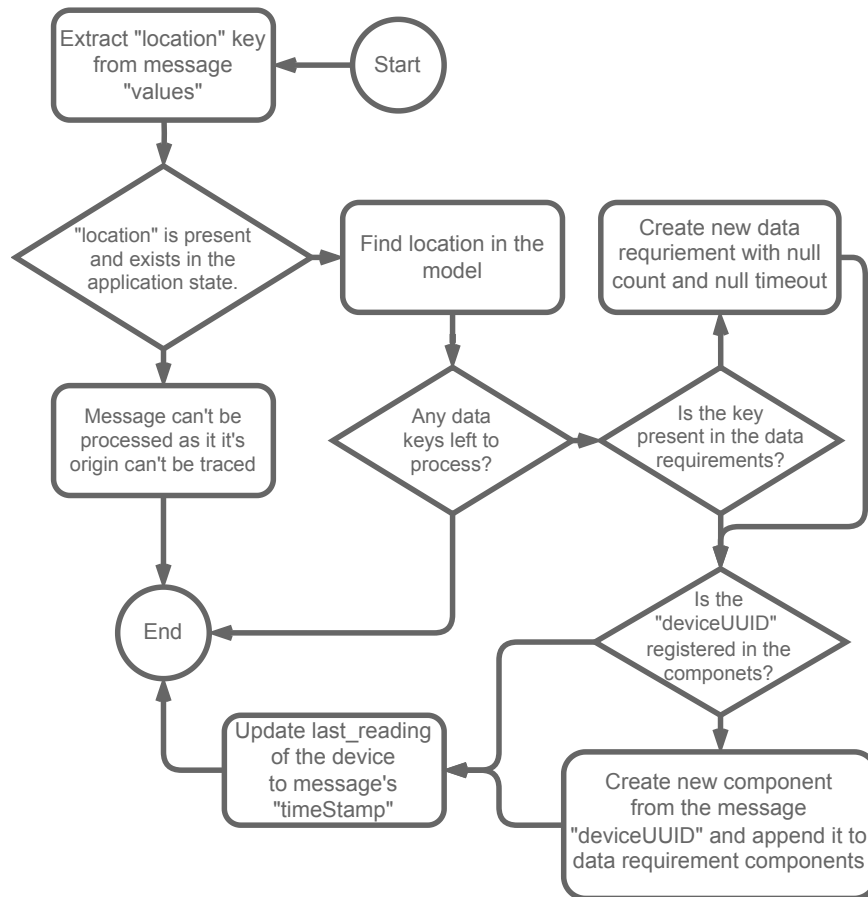 Extract "location" key
from message
"values"
Start
"location" is present
and exists in the
application state.
Find location in the
model
Create new data
requriement with null
count and null timeout
Message can't be
processed as it it's
origin can't be traced
Any data
keys left to
process?
Is the key
present in the data
requirements?
End
Is the
"deviceUUID"
registered in the
componets?
Update last_reading
of the device
to message's
"timeStamp"
Create new component
from the message
"deviceUUID" and append it to
data requirement components